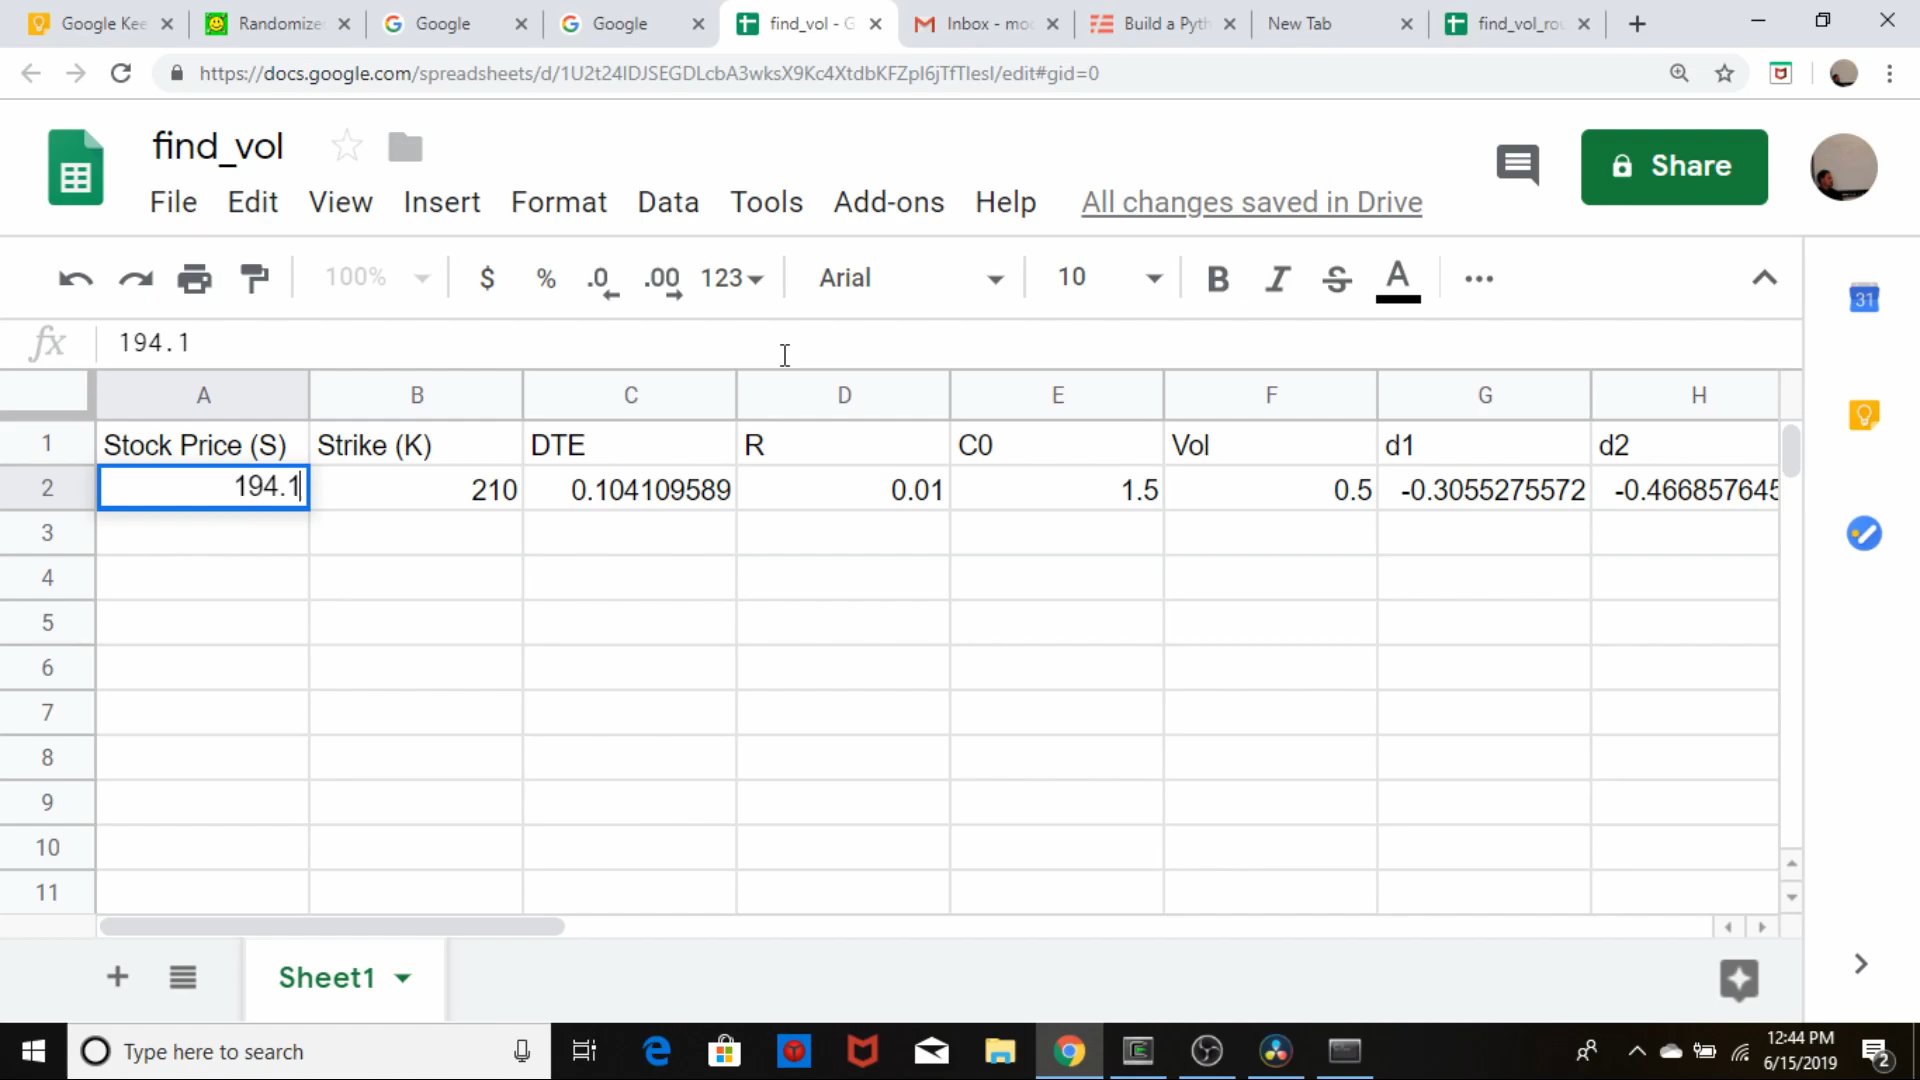 Google Kee
Randomize
Google
Google
find_vol - G
Inbox - mo
Build a Pyth
New Tab
find_vol_rou
https://docs.google.com/spreadsheets/d/1U2t24IDJSEGDLcbA3wksX9Kc4XtdbKFZpI6jTfTlesI/edit#gid=0
find_vol
File Edit View Insert Format Data Tools Add-ons Help All changes saved in Drive
Share
100% $ % .0 .00 123 Arial 10 B I S A
31
fx 194.1
A B C D E F G H
1 Stock Price (S) Strike (K) DTE R C0 Vol d1 d2
2 194.1 210 0.104109589 0.01 1.5 0.5 -0.3055275572 -0.466857645
3
4
5
6
7
8
9
10
11
Sheet1
Type here to search
12:44 PM
6/15/2019
2